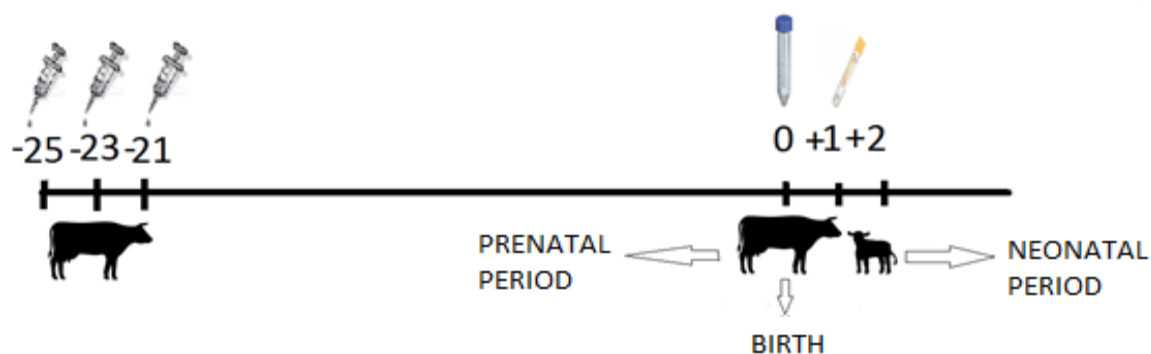 -25 -23 -21
0 +1 +2
PRENATAL
PERIOD
NEONATAL
PERIOD
BIRTH